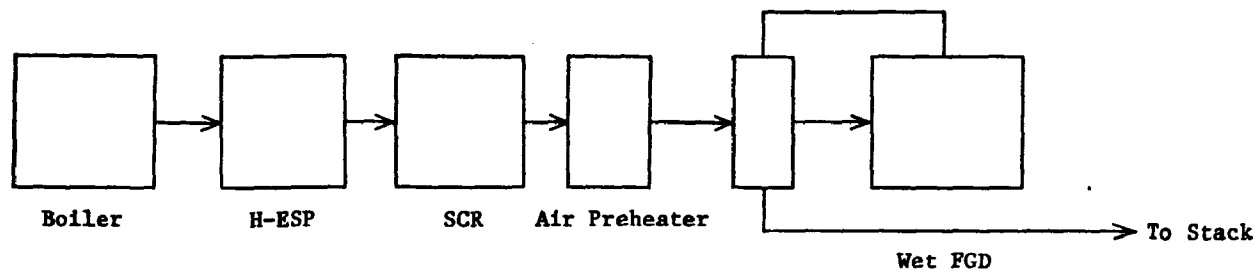 Boiler
H-ESP
SCR
Air Preheater
To Stack
Wet FGD